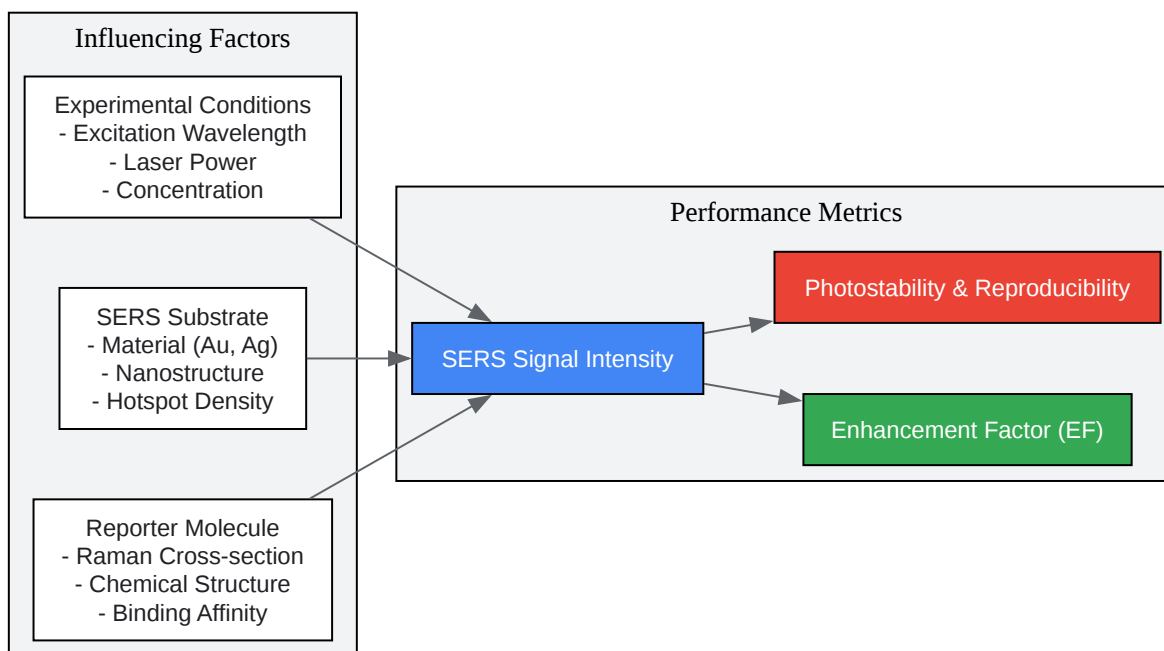 Influencing Factors
Experimental Conditions
- Excitation Wavelength
- Laser Power
- Concentration
SERS Substrate
- Material (Au, Ag)
- Nanostructure
- Hotspot Density
Reporter Molecule
- Raman Cross-section
- Chemical Structure
- Binding Affinity
Performance Metrics
SERS Signal Intensity
Photostability & Reproducibility
Enhancement Factor (EF)